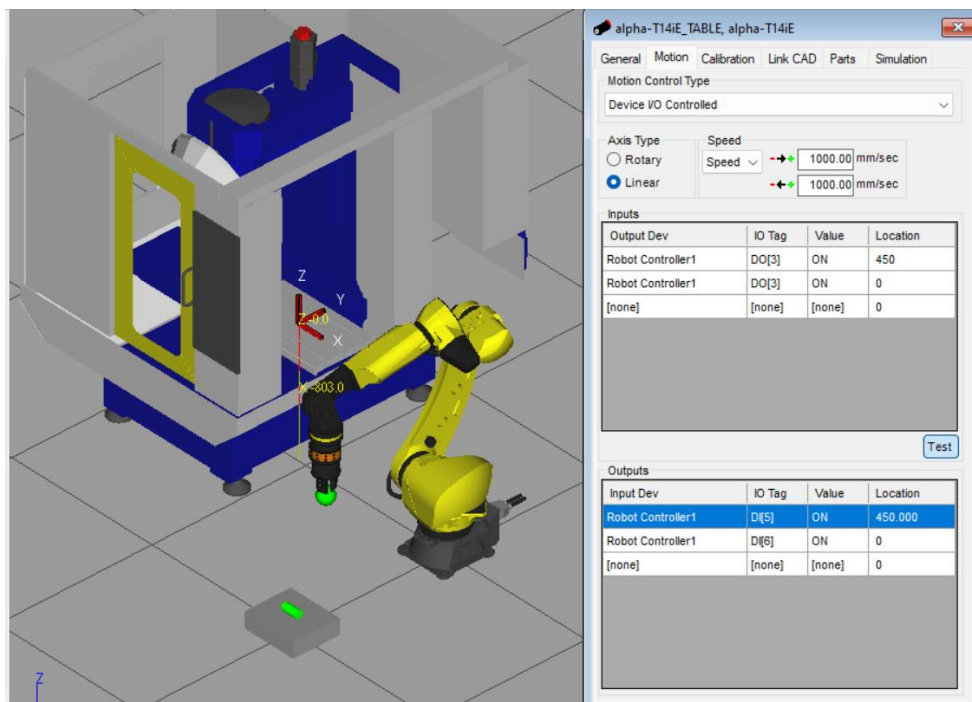 alpha-T14iE_TABLE, alpha-T14iE
General Motion Calibration Link CAD Parts Simulation
Motion Control Type
Device I/O Controlled
Axis Type
Rotary
Linear
Speed
Speed
1000.00 mm/sec
1000.00 mm/sec
Inputs
Output Dev IO Tag Value Location
Robot Controller1 DO[3] ON 450
Robot Controller1 DO[3] ON 0
[none] [none] [none] 0
Test
Outputs
Input Dev IO Tag Value Location
Robot Controller1 DI[5] ON 450.000
Robot Controller1 DI[6] ON 0
[none] [none] [none] 0
Z
Y
Z:-0.0
X
X:-803.0
Z